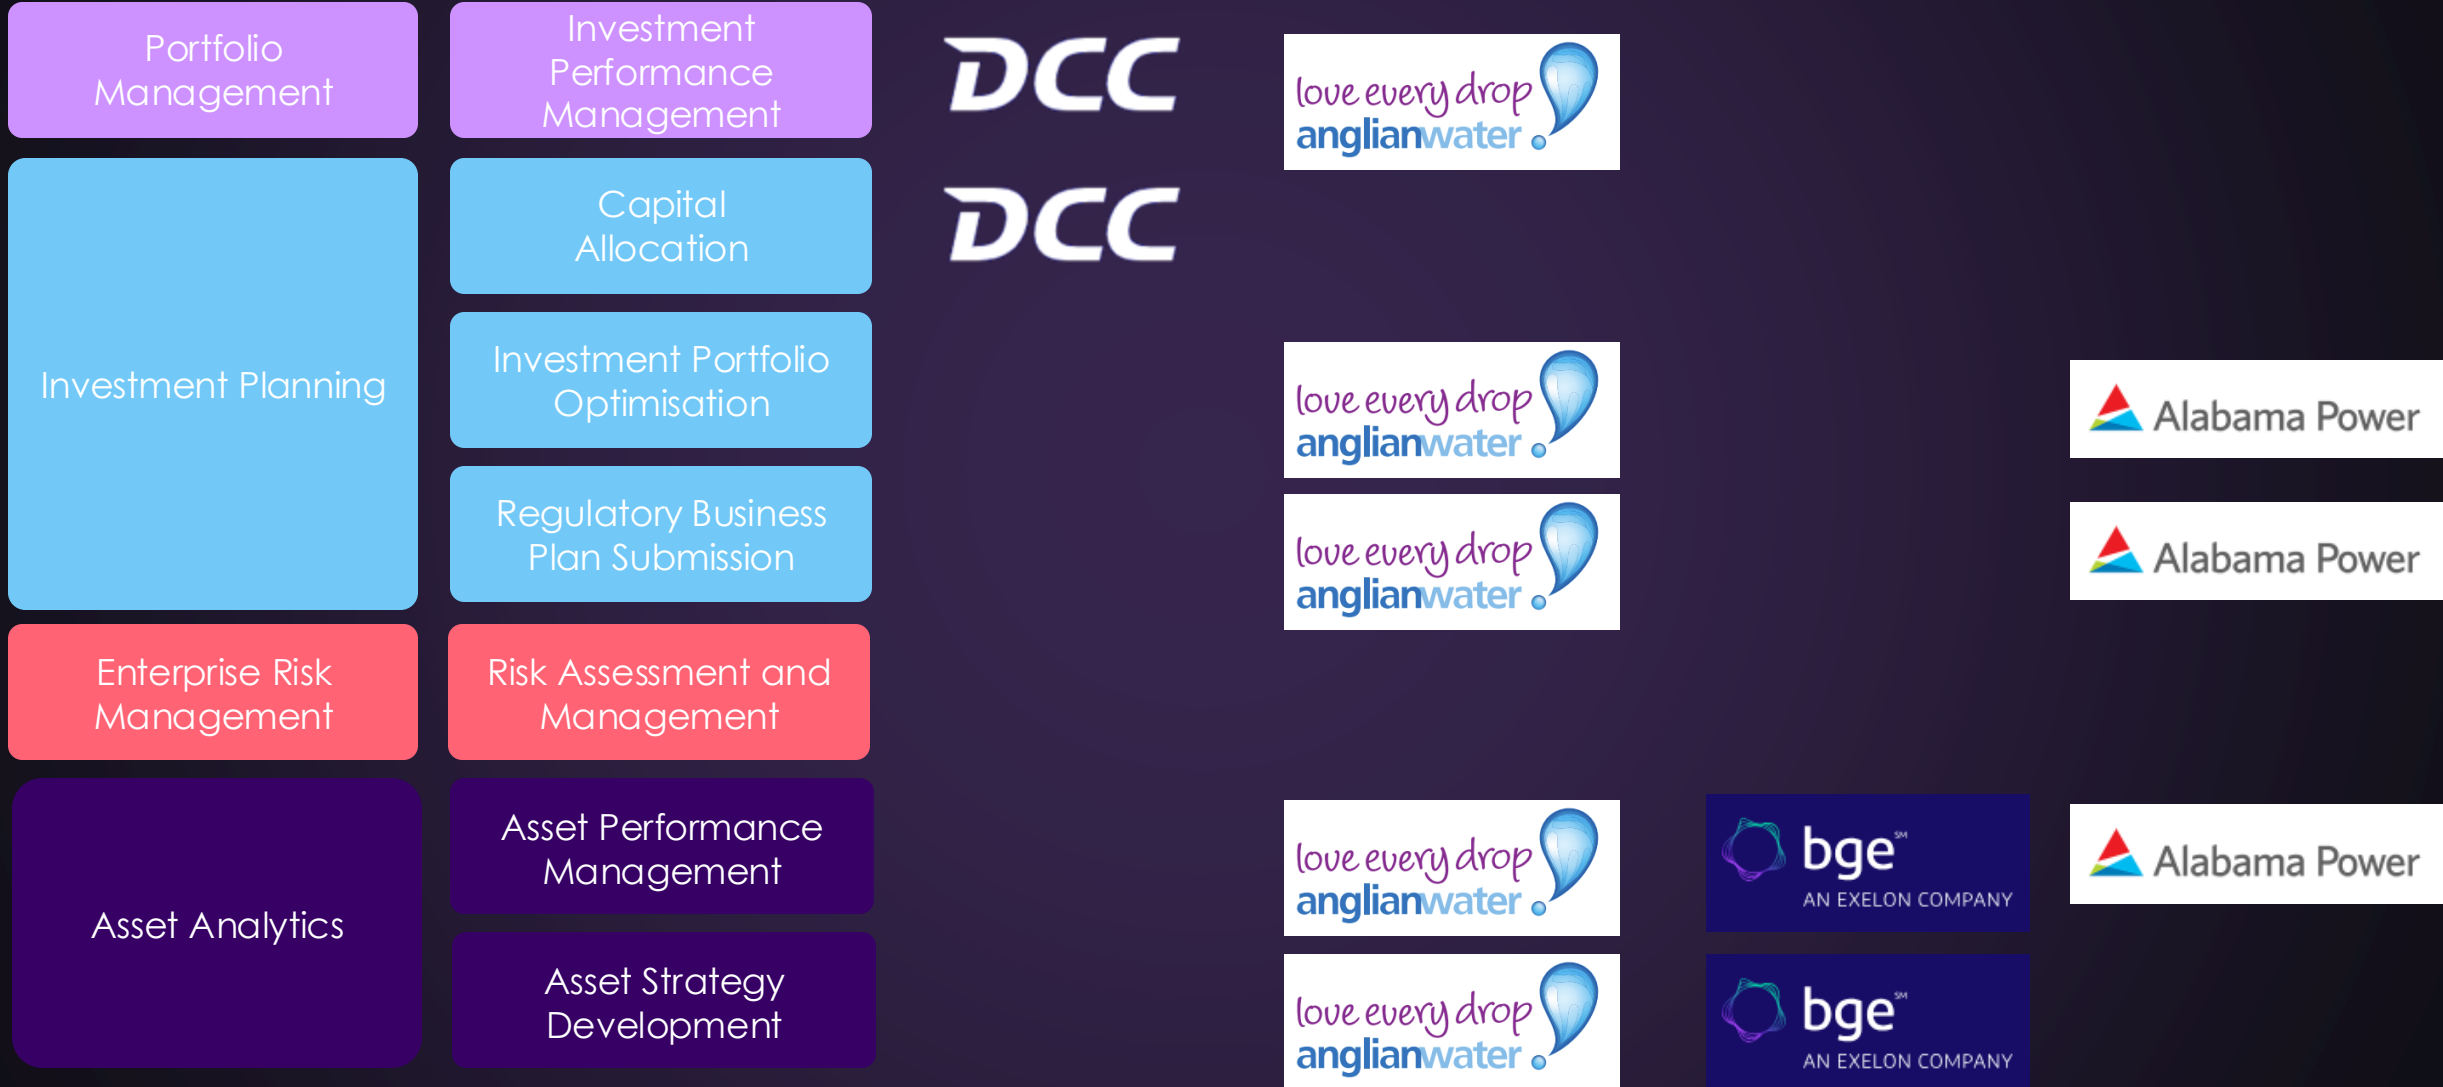 Portfolio
Management
Investment
Performance
Management
DCC
love every drop
anglianwater
Investment Planning
Capital
Allocation
DCC
Investment Portfolio
Optimisation
love every drop
anglianwater
Alabama Power
Regulatory Business
Plan Submission
love every drop
anglianwater
Alabama Power
Enterprise Risk
Management
Risk Assessment and
Management
Asset Analytics
Asset Performance
Management
love every drop
anglianwater
bge℠
AN EXELON COMPANY
Alabama Power
Asset Strategy
Development
love every drop
anglianwater
bge℠
AN EXELON COMPANY